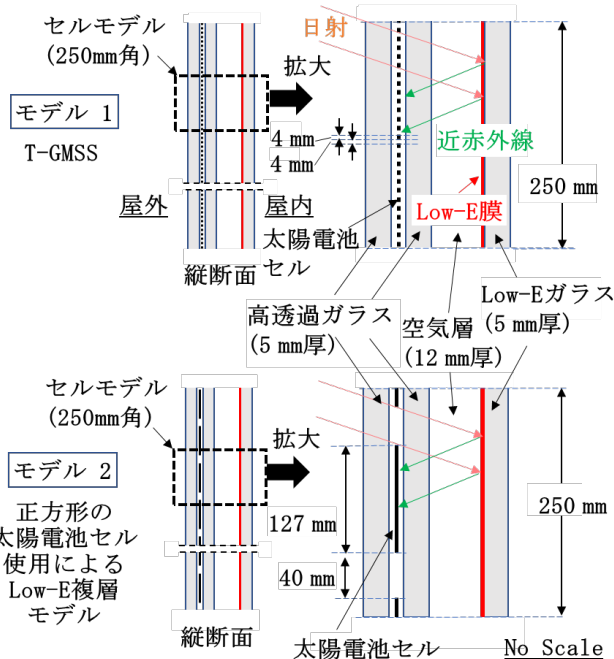 セルモデル
(250mm角)
モデル 1
T-GMSS
屋外
屋内
縦断面
拡大
日射
4 mm
4 mm
近赤外線
250 mm
Low-E膜
太陽電池
セル
高透過ガラス
(5 mm厚)
空気層
(12 mm厚)
Low-Eガラス
(5 mm厚)
セルモデル
(250mm角)
モデル 2
正方形の
太陽電池セル
使用による
Low-E複層
モデル
縦断面
拡大
127 mm
40 mm
250 mm
太陽電池セル
No Scale